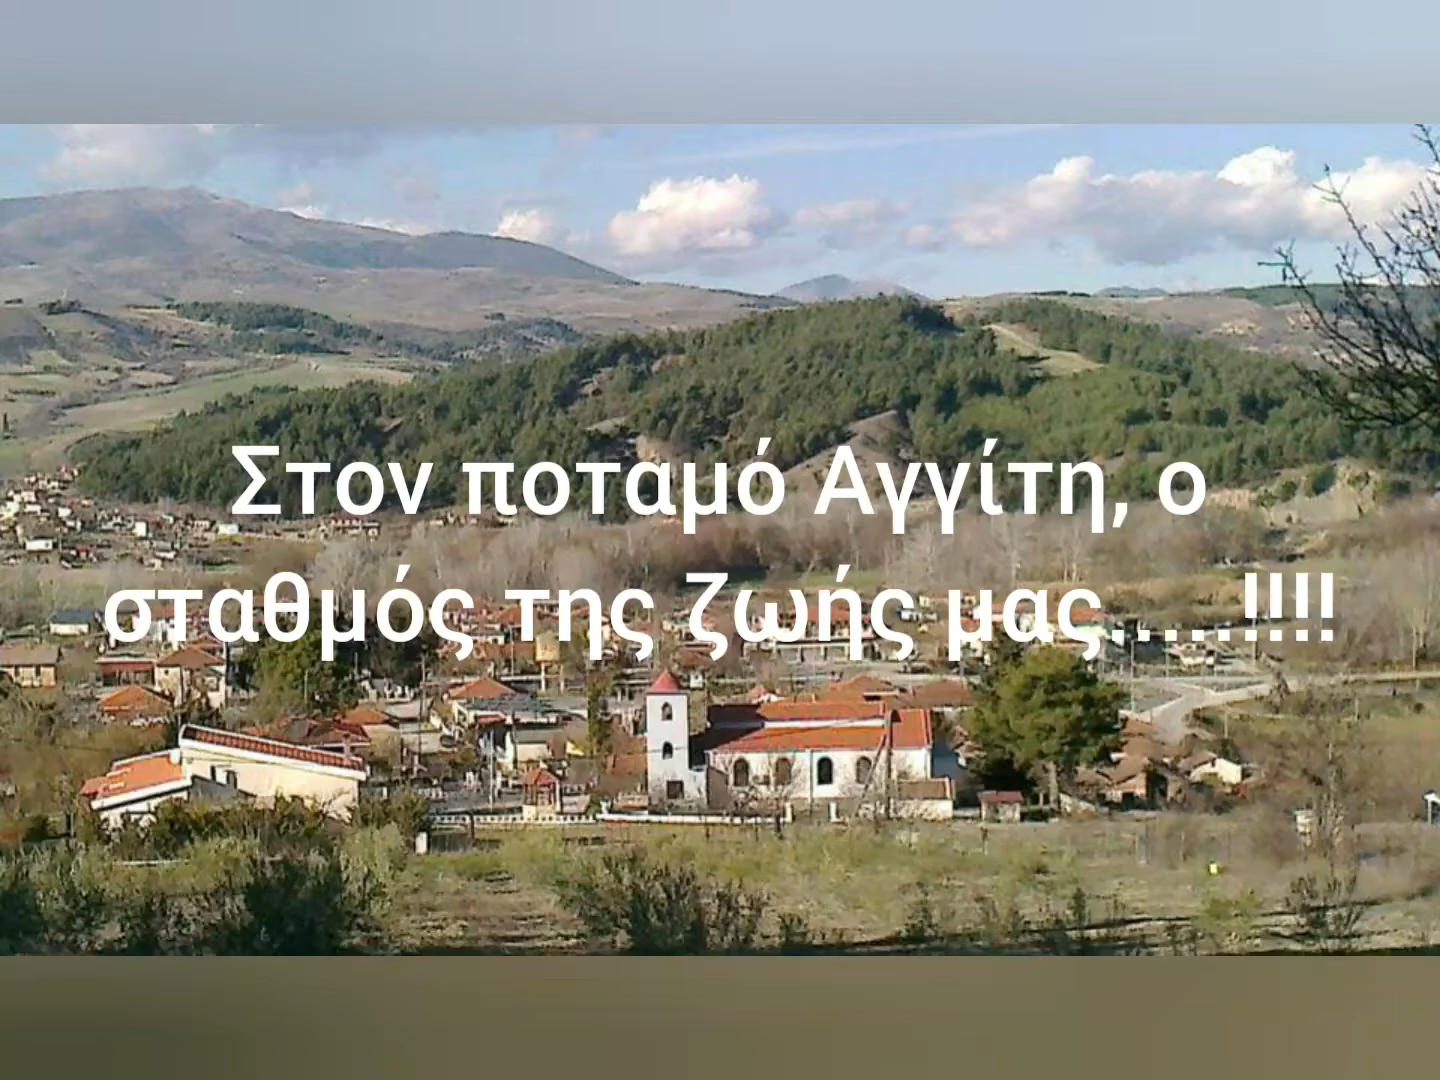 Στον ποταμό Αγγίτη, ο
σταθμός της ζωής μας.....!!!!